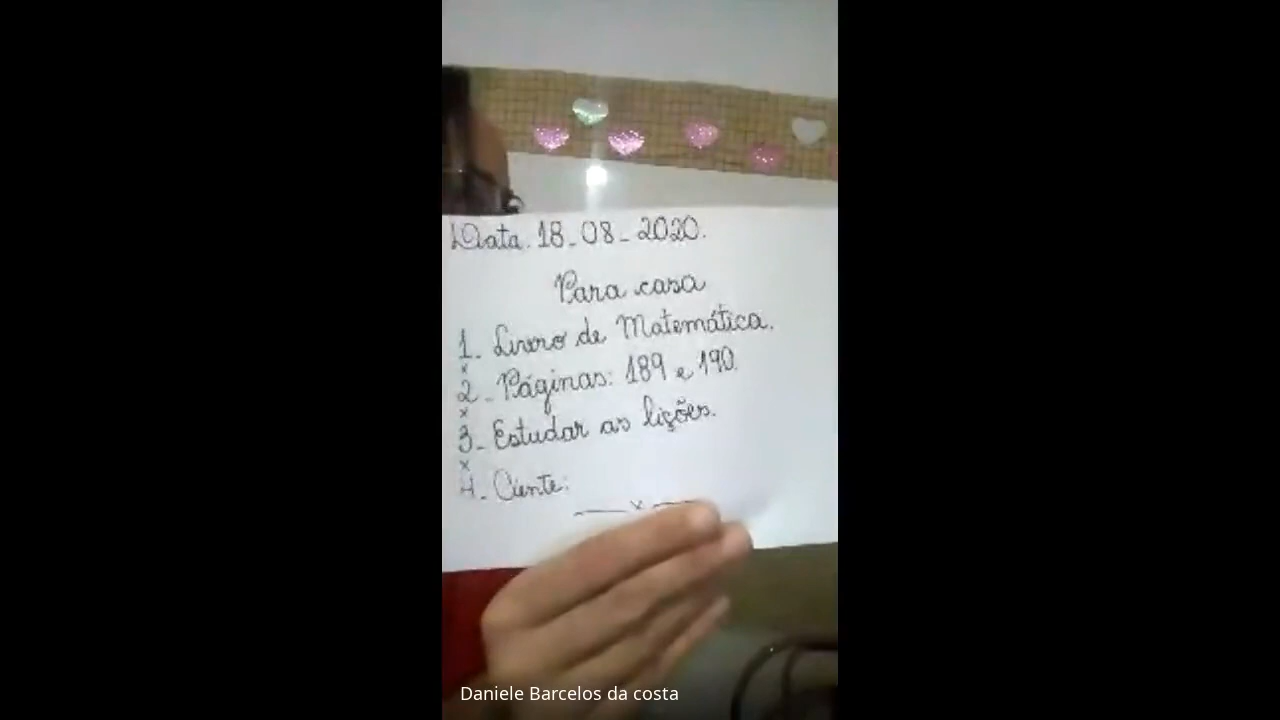 Data. 18-08-2020.
Para casa
1. Livro de Matemática.
x
2. Páginas: 189 e 190.
x
3. Estudar as lições.
x
4. Ciente:
x
Daniele Barcelos da costa